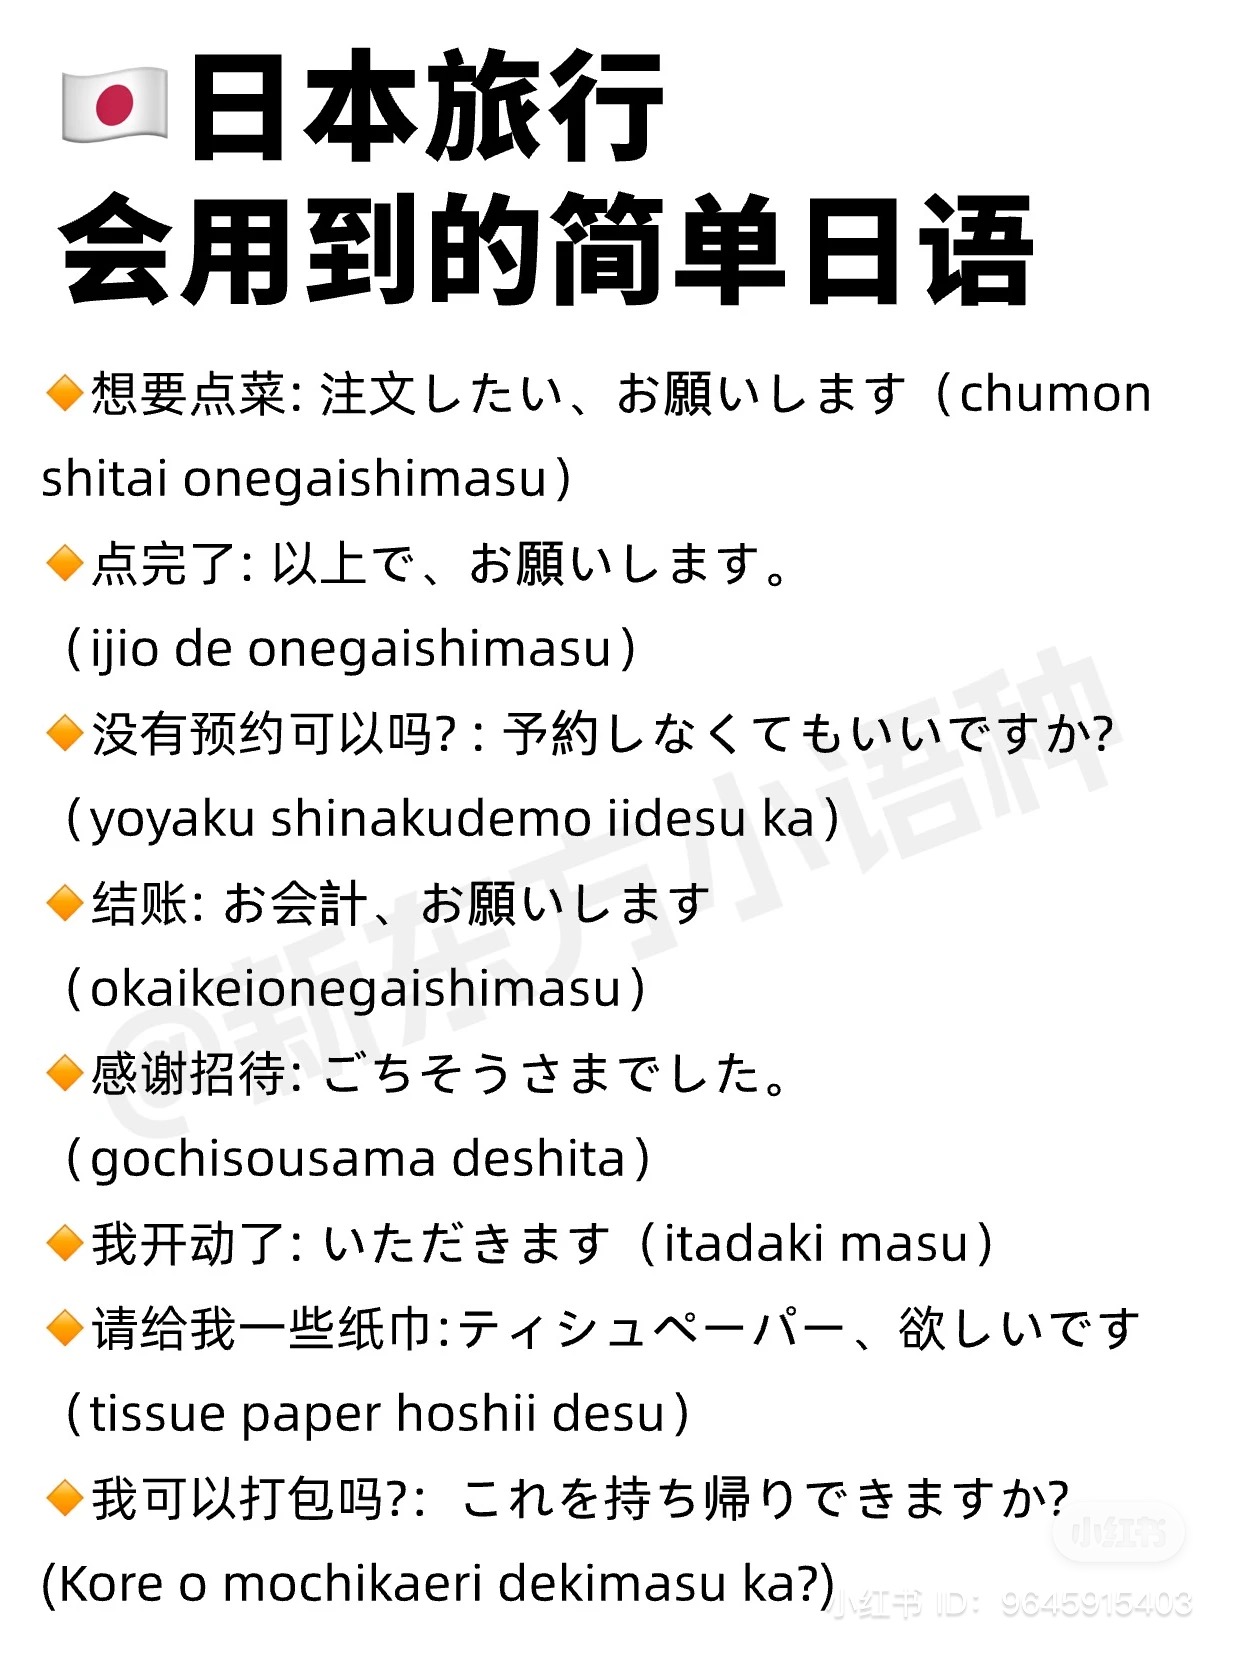 🇯🇵日本旅行
会用到的简单日语
🔸想要点菜: 注文したい、お願いします（chumon
shitai onegaishimasu）
🔸点完了: 以上で、お願いします。
（ijio de onegaishimasu）
🔸没有预约可以吗? : 予約しなくてもいいですか?
（yoyaku shinakudemo iidesu ka）
🔸结账: お会計、お願いします
（okaikeionegaishimasu）
🔸感谢招待: ごちそうさまでした。
（gochisousama deshita）
🔸我开动了: いただきます（itadaki masu）
🔸请给我一些纸巾:ティシュペーパー、欲しいです
（tissue paper hoshii desu）
🔸我可以打包吗?： これを持ち帰りできますか?
(Kore o mochikaeri dekimasu ka?)
@新东方小语种
小红书
小红书 ID: 9645915403